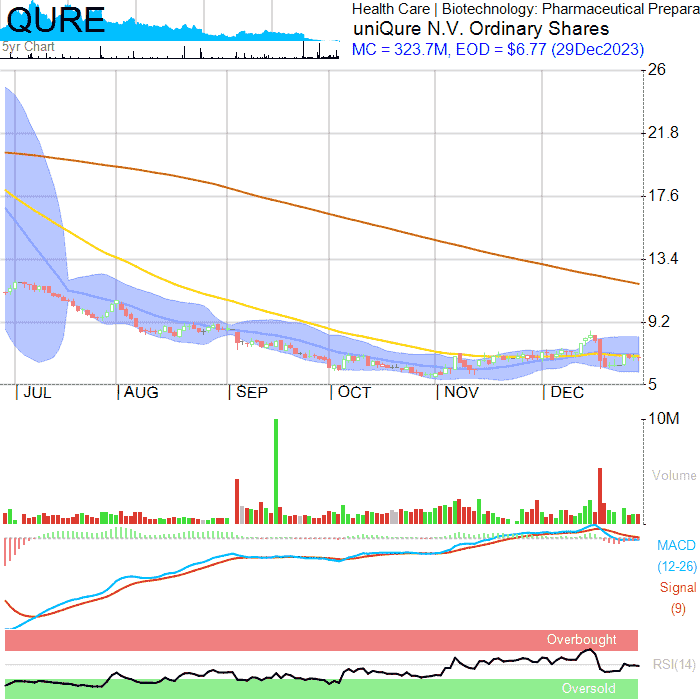 QURE
Health Care | Biotechnology: Pharmaceutical Prepara
uniQure N.V. Ordinary Shares
5yr Chart
MC = 323.7M, EOD = $6.77 (29Dec2023)
26
21.8
17.6
13.4
9.2
5
JUL AUG SEP OCT NOV DEC
10M
Volume
MACD
(12-26)
Signal
(9)
Overbought
RSI(14)
Oversold